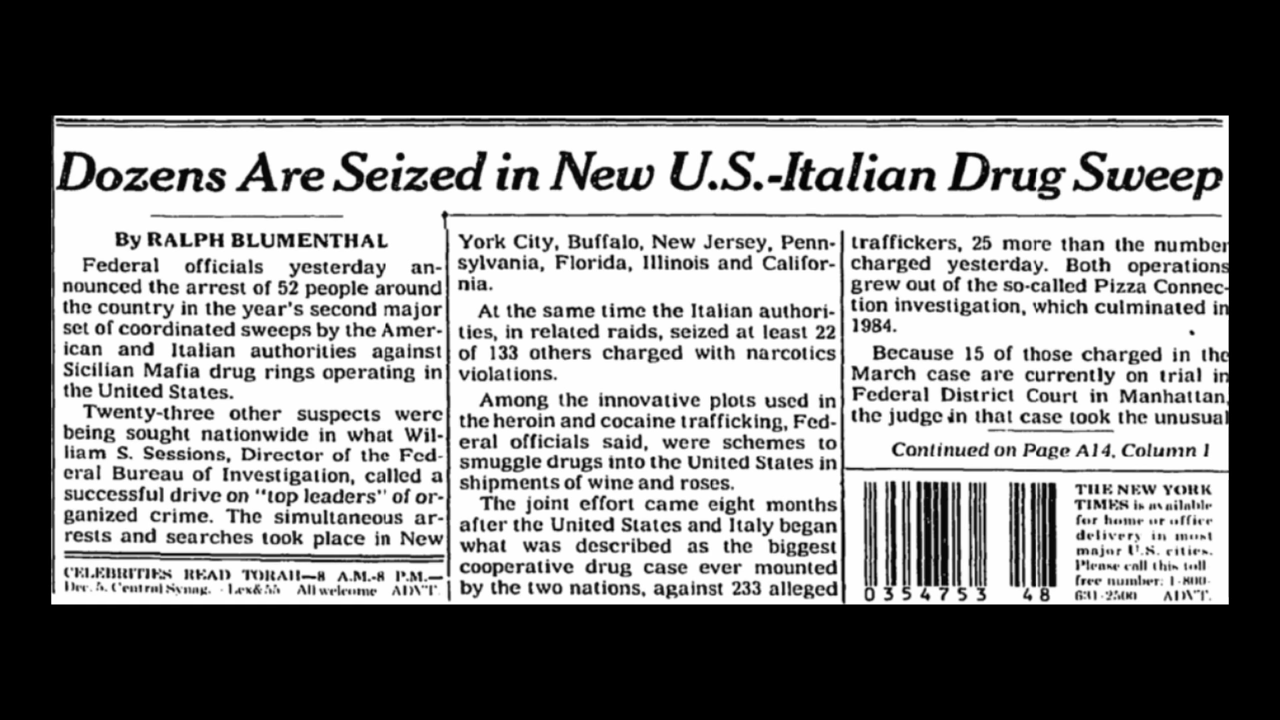 Dozens Are Seized in New U.S.-Italian Drug Sweep
By RALPH BLUMENTHAL
Federal officials yesterday an-
nounced the arrest of 52 people around
the country in the year's second major
set of coordinated sweeps by the Amer-
ican and Italian authorities against
Sicilian Mafia drug rings operating in
the United States.
Twenty-three other suspects were
being sought nationwide in what Wil-
liam S. Sessions, Director of the Fed-
eral Bureau of Investigation, called a
successful drive on "top leaders" of or-
ganized crime. The simultaneous ar-
rests and searches took place in New
CELEBRITIES READ TORAH—8 A.M.-8 P.M.—
Dec. 5. Central Synag. - Lex&55 All welcome ADVT.
York City, Buffalo, New Jersey, Penn-
sylvania, Florida, Illinois and Califor-
nia.
At the same time the Italian authori-
ties, in related raids, seized at least 22
of 133 others charged with narcotics
violations.
Among the innovative plots used in
the heroin and cocaine trafficking, Fed-
eral officials said, were schemes to
smuggle drugs into the United States in
shipments of wine and roses.
The joint effort came eight months
after the United States and Italy began
what was described as the biggest
cooperative drug case ever mounted
by the two nations, against 233 alleged
traffickers, 25 more than the number
charged yesterday. Both operations
grew out of the so-called Pizza Connec-
tion investigation, which culminated in
1984.
Because 15 of those charged in the
March case are currently on trial in
Federal District Court in Manhattan,
the judge in that case took the unusual
Continued on Page A14, Column 1
0 354753 48
THE NEW YORK
TIMES is available
for home or office
delivery in most
major U.S. cities.
Please call this toll
free number: 1-800-
631-2500 ADVT.